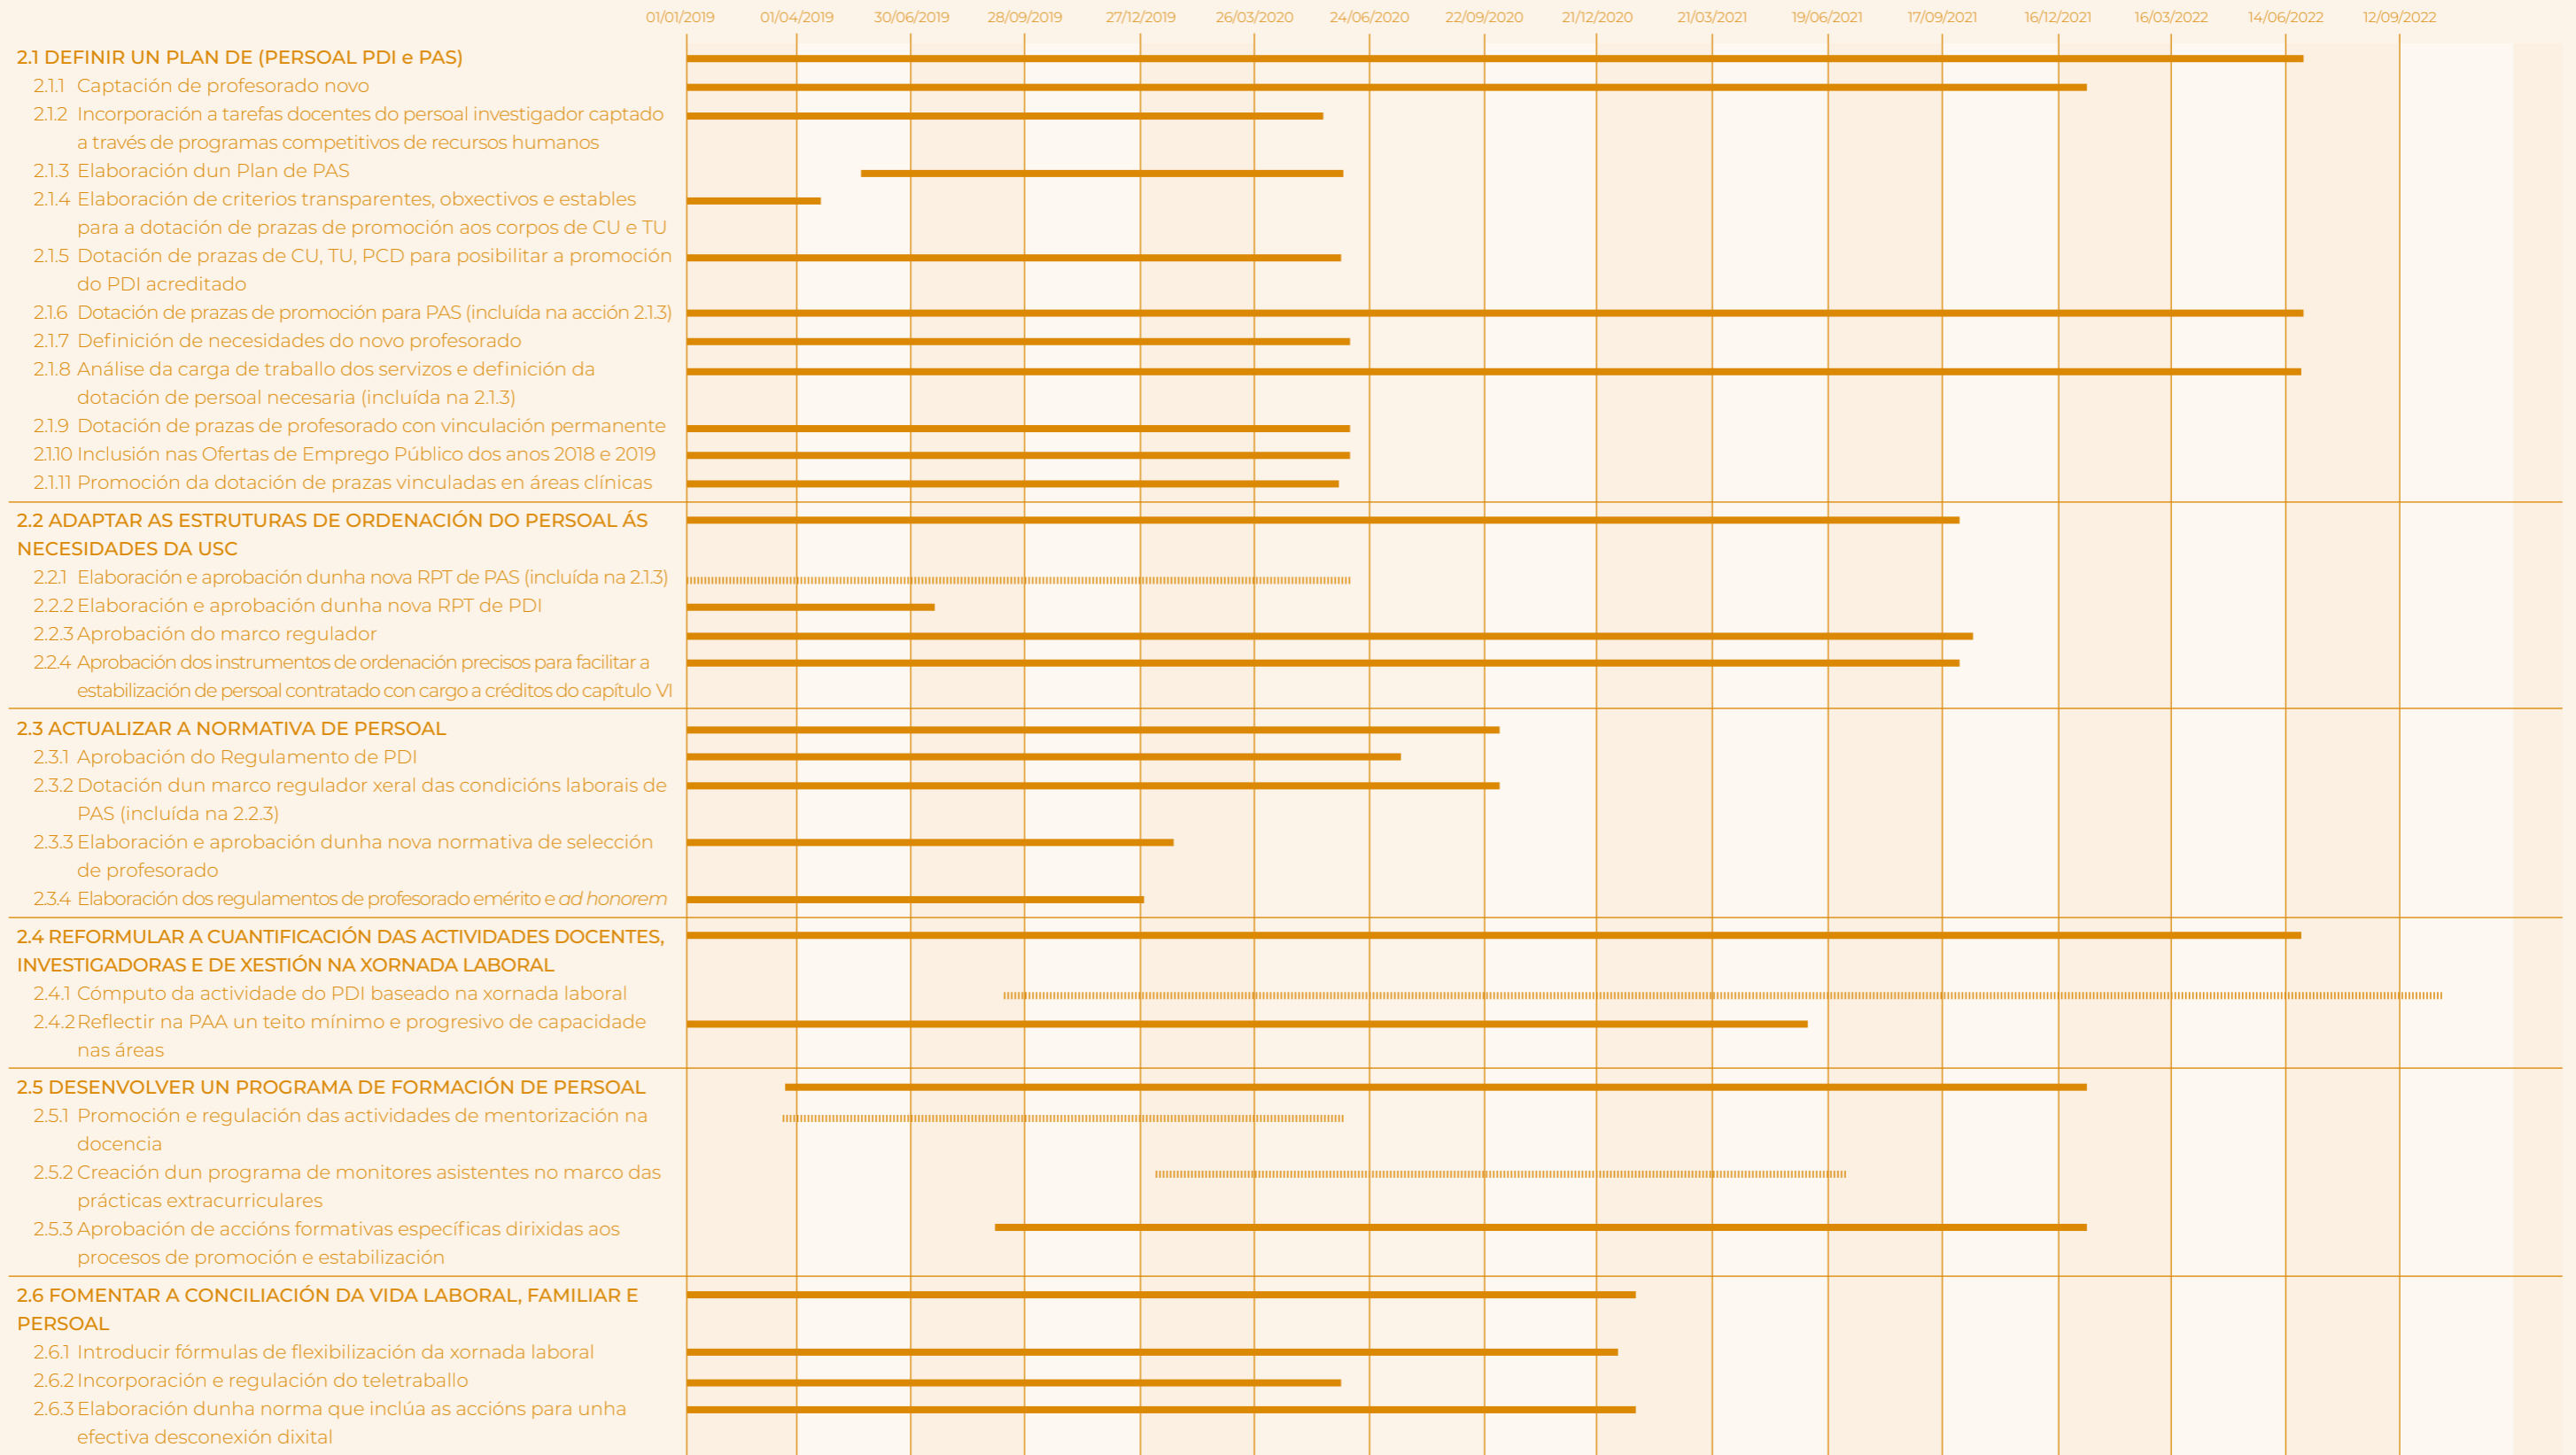 01/01/2019 01/04/2019 30/06/2019 28/09/2019 27/12/2019 26/03/2020 24/06/2020 22/09/2020 21/12/2020 21/03/2021 19/06/2021 17/09/2021 16/12/2021 16/03/2022 14/06/2022 12/09/2022
2.1 DEFINIR UN PLAN DE (PERSOAL PDI e PAS)
2.1.1 Captación de profesorado novo
2.1.2 Incorporación a tarefas docentes do persoal investigador captado
a través de programas competitivos de recursos humanos
2.1.3 Elaboración dun Plan de PAS
2.1.4 Elaboración de criterios transparentes, obxectivos e estables
para a dotación de prazas de promoción aos corpos de CU e TU
2.1.5 Dotación de prazas de CU, TU, PCD para posibilitar a promoción
do PDI acreditado
2.1.6 Dotación de prazas de promoción para PAS (incluída na acción 2.1.3)
2.1.7 Definición de necesidades do novo profesorado
2.1.8 Análise da carga de traballo dos servizos e definición da
dotación de persoal necesaria (incluída na 2.1.3)
2.1.9 Dotación de prazas de profesorado con vinculación permanente
2.1.10 Inclusión nas Ofertas de Emprego Público dos anos 2018 e 2019
2.1.11 Promoción da dotación de prazas vinculadas en áreas clínicas
2.2 ADAPTAR AS ESTRUTURAS DE ORDENACIÓN DO PERSOAL ÁS
NECESIDADES DA USC
2.2.1 Elaboración e aprobación dunha nova RPT de PAS (incluída na 2.1.3)
2.2.2 Elaboración e aprobación dunha nova RPT de PDI
2.2.3 Aprobación do marco regulador
2.2.4 Aprobación dos instrumentos de ordenación precisos para facilitar a
estabilización de persoal contratado con cargo a créditos do capítulo VI
2.3 ACTUALIZAR A NORMATIVA DE PERSOAL
2.3.1 Aprobación do Regulamento de PDI
2.3.2 Dotación dun marco regulador xeral das condicións laborais de
PAS (incluída na 2.2.3)
2.3.3 Elaboración e aprobación dunha nova normativa de selección
de profesorado
2.3.4 Elaboración dos regulamentos de profesorado emérito e ad honorem
2.4 REFORMULAR A CUANTIFICACIÓN DAS ACTIVIDADES DOCENTES,
INVESTIGADORAS E DE XESTIÓN NA XORNADA LABORAL
2.4.1 Cómputo da actividade do PDI baseado na xornada laboral
2.4.2 Reflectir na PAA un teito mínimo e progresivo de capacidade
nas áreas
2.5 DESENVOLVER UN PROGRAMA DE FORMACIÓN DE PERSOAL
2.5.1 Promoción e regulación das actividades de mentorización na
docencia
2.5.2 Creación dun programa de monitores asistentes no marco das
prácticas extracurriculares
2.5.3 Aprobación de accións formativas específicas dirixidas aos
procesos de promoción e estabilización
2.6 FOMENTAR A CONCILIACIÓN DA VIDA LABORAL, FAMILIAR E
PERSOAL
2.6.1 Introducir fórmulas de flexibilización da xornada laboral
2.6.2 Incorporación e regulación do teletraballo
2.6.3 Elaboración dunha norma que inclúa as accións para unha
efectiva desconexión dixital